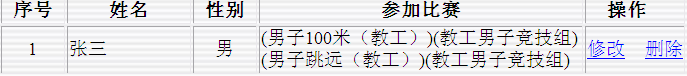 序号 姓名 性别 参加比赛 操作
1 张三 男 (男子100米（教工）)(教工男子竞技组)
(男子跳远（教工）)(教工男子竞技组) 修改 删除